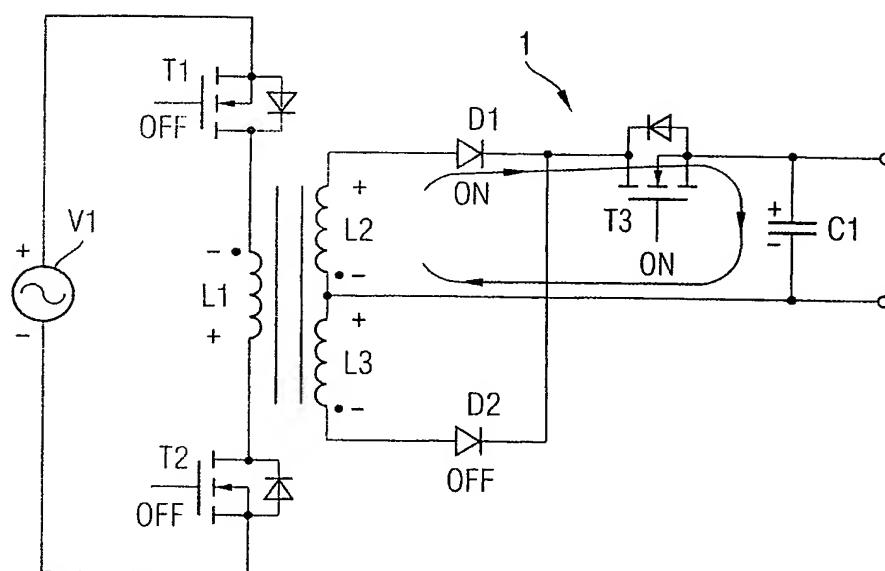 1
T1
OFF
D1
ON
T3
ON
V1
+
-
-
L1
+
+
L2
-
+
L3
-
+
-
C1
D2
OFF
T2
OFF